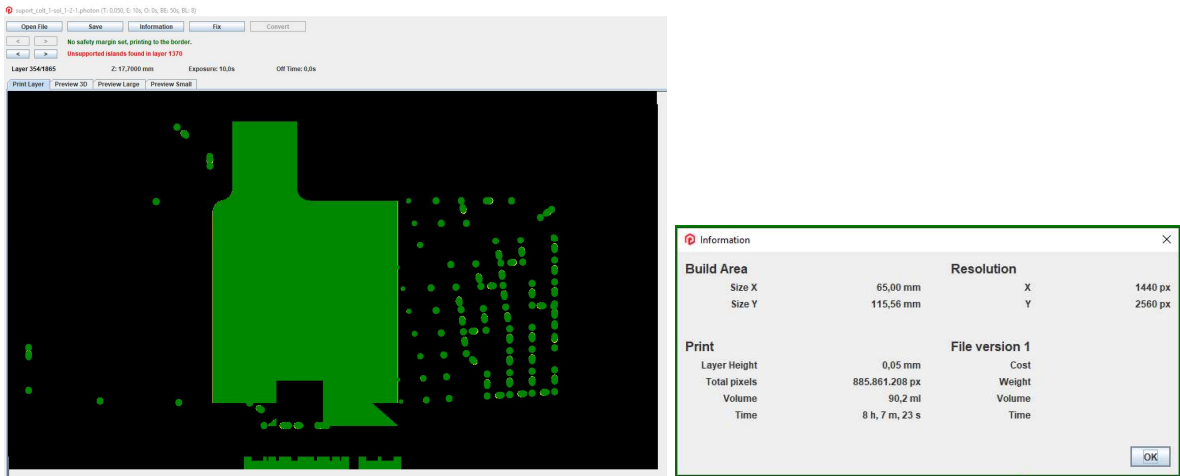 suport_colt_1-sol_1-2-1.photon (T: 0,050, E: 10s, O: 0s, BE: 50s, BL: 8)
Open File Save Information Fix Convert
< > No safety margin set, printing to the border.
< > Unsupported islands found in layer 1370
Layer 354/1865 Z: 17,7000 mm Exposure: 10,0s Off Time: 0,0s
Print Layer Preview 3D Preview Large Preview Small
Information
Build Area Resolution
Size X 65,00 mm X 1440 px
Size Y 115,56 mm Y 2560 px
Print File version 1
Layer Height 0,05 mm Cost
Total pixels 885.861.208 px Weight
Volume 90,2 ml Volume
Time 8 h, 7 m, 23 s Time
OK